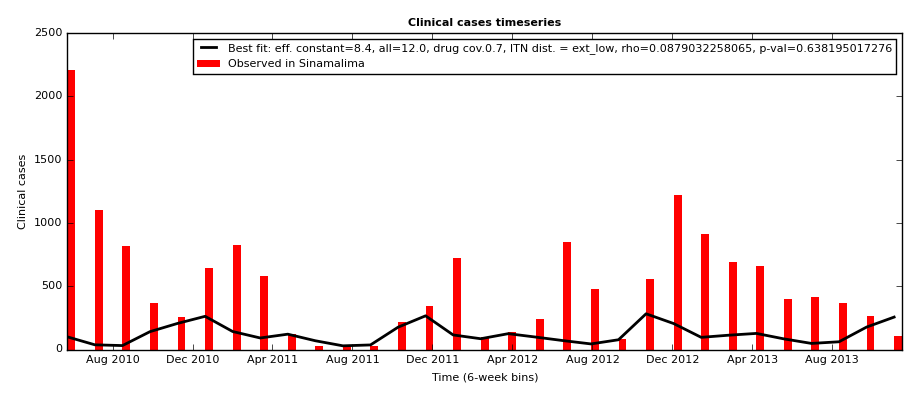 Clinical cases timeseries
Best fit: eff. constant=8.4, all=12.0, drug cov.0.7, ITN dist. = ext_low, rho=0.0879032258065, p-val=0.638195017276
Observed in Sinamalima
2500
2000
1500
1000
500
0
Clinical cases
Aug 2010 Dec 2010 Apr 2011 Aug 2011 Dec 2011 Apr 2012 Aug 2012 Dec 2012 Apr 2013 Aug 2013
Time (6-week bins)